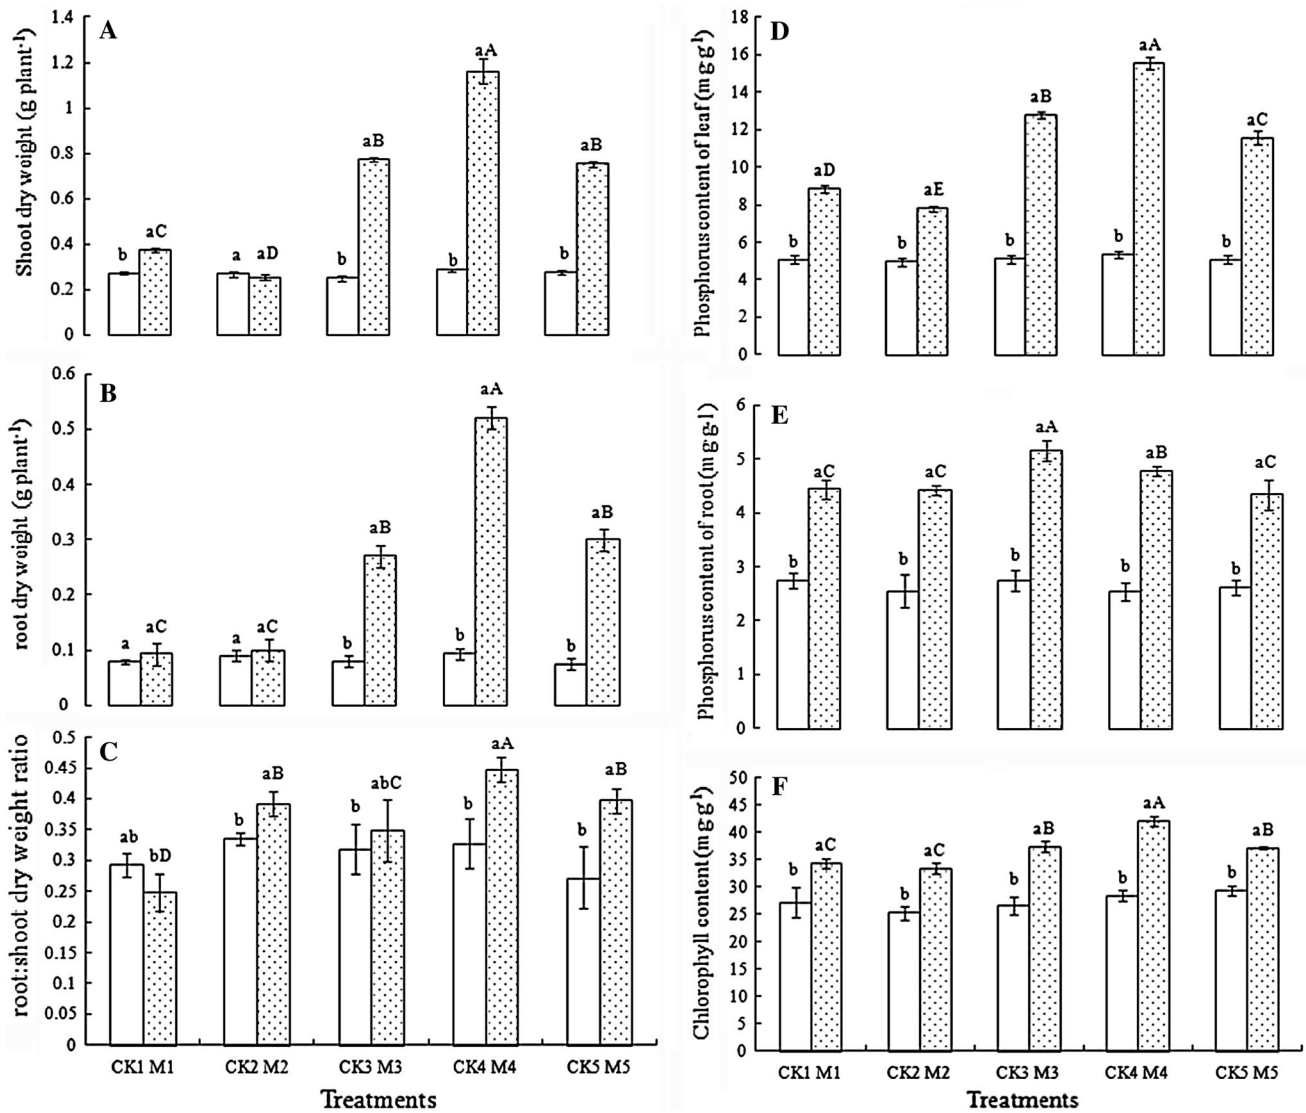 A
Shoot dry weight (g plant-1)
1.4
1.2
1
0.8
0.6
0.4
0.2
0
b
aC
a
aD
b
aB
b
aA
b
aB
B
root dry weight (g plant-1)
0.6
0.5
0.4
0.3
0.2
0.1
0
a
aC
a
aC
b
aB
b
aA
b
aB
C
root:shoot dry weight ratio
0.5
0.45
0.4
0.35
0.3
0.25
0.2
0.15
0.1
0.05
0
ab
bD
b
aB
b
abC
b
aA
b
aB
CK1 M1
CK2 M2
CK3 M3
CK4 M4
CK5 M5
Treatments
D
Phosphorus content of leaf (mg g-1)
18
16
14
12
10
8
6
4
2
0
b
aD
b
aE
b
aB
b
aA
b
aC
E
Phosphorus content of root (mg g-1)
6
5
4
3
2
1
0
b
aC
b
aC
b
aA
b
aB
b
aC
F
Chlorophyll content (mg g-1)
50
45
40
35
30
25
20
15
10
5
0
b
aC
b
aC
b
aB
b
aA
b
aB
CK1 M1
CK2 M2
CK3 M3
CK4 M4
CK5 M5
Treatments